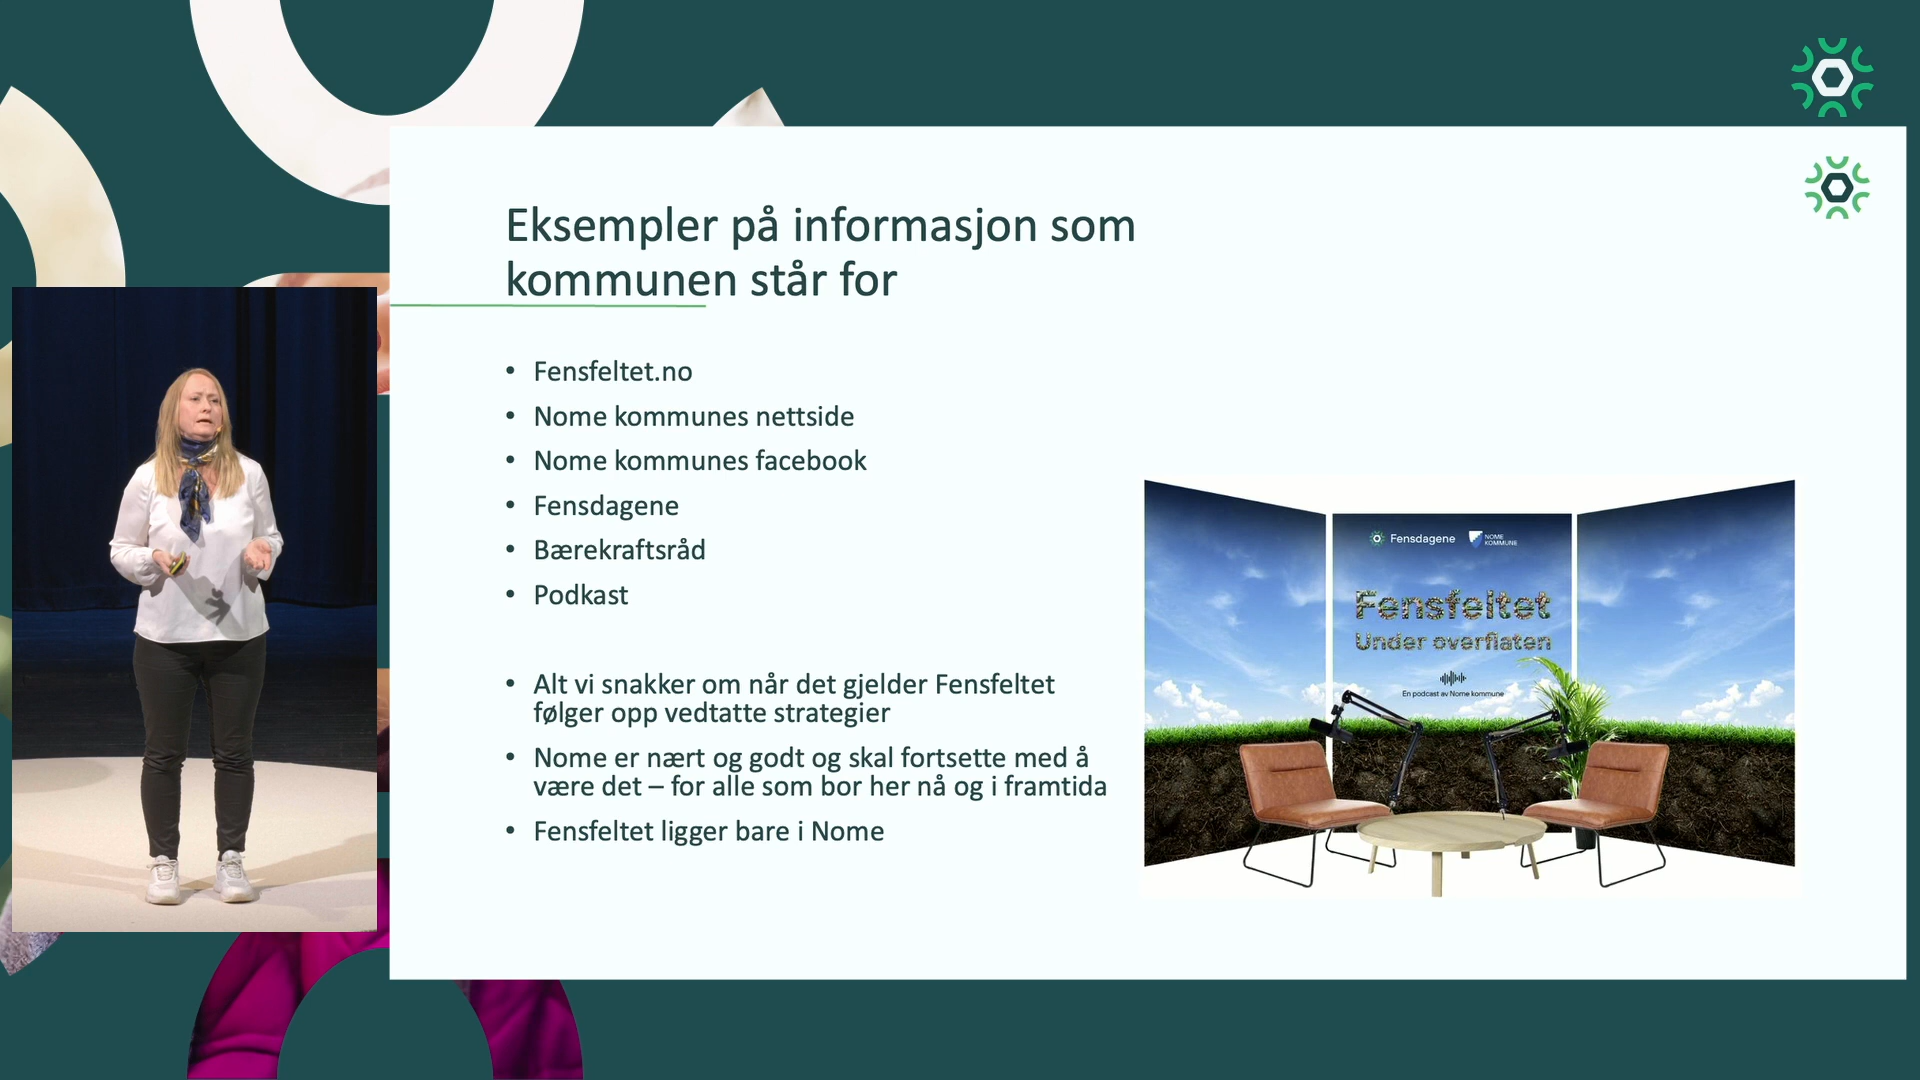 Eksempler på informasjon som
kommunen står for
• Fensfeltet.no
• Nome kommunes nettside
• Nome kommunes facebook
• Fensdagene
• Bærekraftsråd
• Podkast
• Alt vi snakker om når det gjelder Fensfeltet
følger opp vedtatte strategier
• Nome er nært og godt og skal fortsette med å
være det – for alle som bor her nå og i framtida
• Fensfeltet ligger bare i Nome
Fensdagene
NOME
KOMMUNE
Fensfeltet
Under overflaten
En podcast av Nome kommune